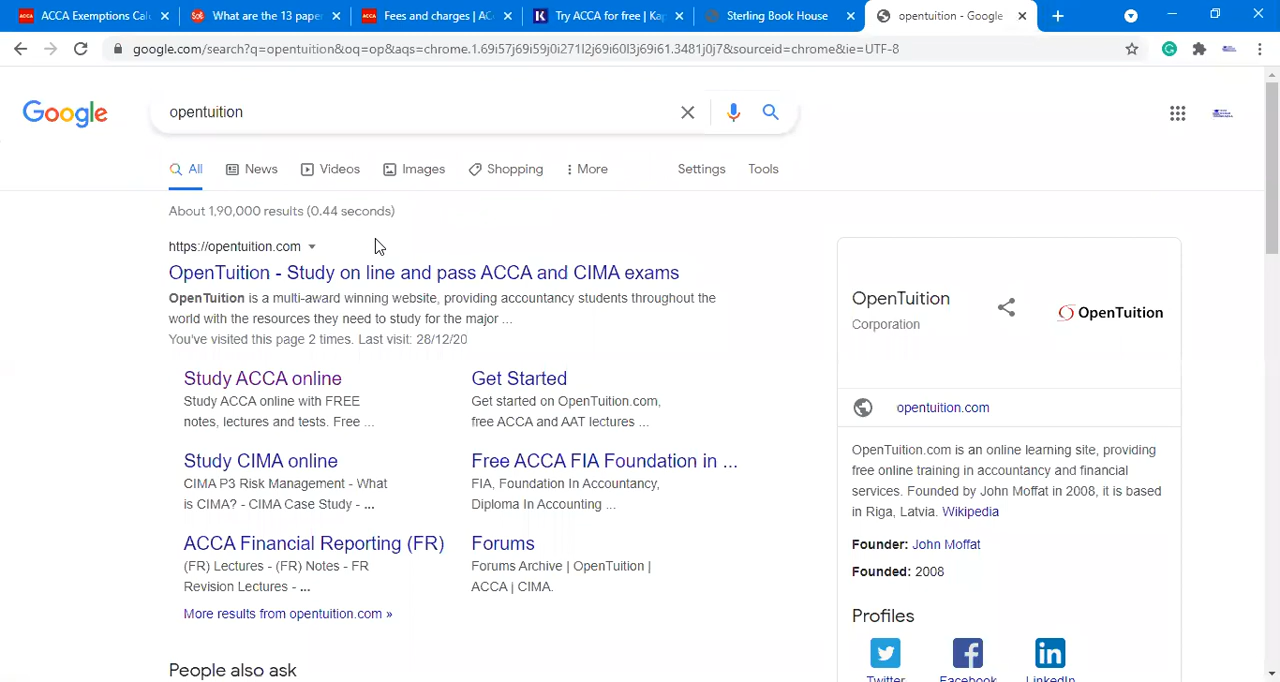 ACCA Exemptions Cal
What are the 13 paper
Fees and charges | AC
Try ACCA for free | Kap
Sterling Book House
opentuition - Google
google.com/search?q=opentuition&oq=op&aqs=chrome.1.69i57j69i59j0i271l2j69i60l3j69i61.3481j0j7&sourceid=chrome&ie=UTF-8
Google
opentuition
All
News
Videos
Images
Shopping
More
Settings
Tools
About 1,90,000 results (0.44 seconds)
https://opentuition.com
OpenTuition - Study on line and pass ACCA and CIMA exams
OpenTuition is a multi-award winning website, providing accountancy students throughout the
world with the resources they need to study for the major ...
You've visited this page 2 times. Last visit: 28/12/20
Study ACCA online
Study ACCA online with FREE
notes, lectures and tests. Free ...
Get Started
Get started on OpenTuition.com,
free ACCA and AAT lectures ...
Study CIMA online
CIMA P3 Risk Management - What
is CIMA? - CIMA Case Study - ...
Free ACCA FIA Foundation in ...
FIA, Foundation In Accountancy,
Diploma In Accounting ...
ACCA Financial Reporting (FR)
(FR) Lectures - (FR) Notes - FR
Revision Lectures - ...
Forums
Forums Archive | OpenTuition |
ACCA | CIMA.
More results from opentuition.com »
People also ask
OpenTuition
Corporation
OpenTuition
opentuition.com
OpenTuition.com is an online learning site, providing
free online training in accountancy and financial
services. Founded by John Moffat in 2008, it is based
in Riga, Latvia. Wikipedia
Founder: John Moffat
Founded: 2008
Profiles
Twitter
Facebook
LinkedIn